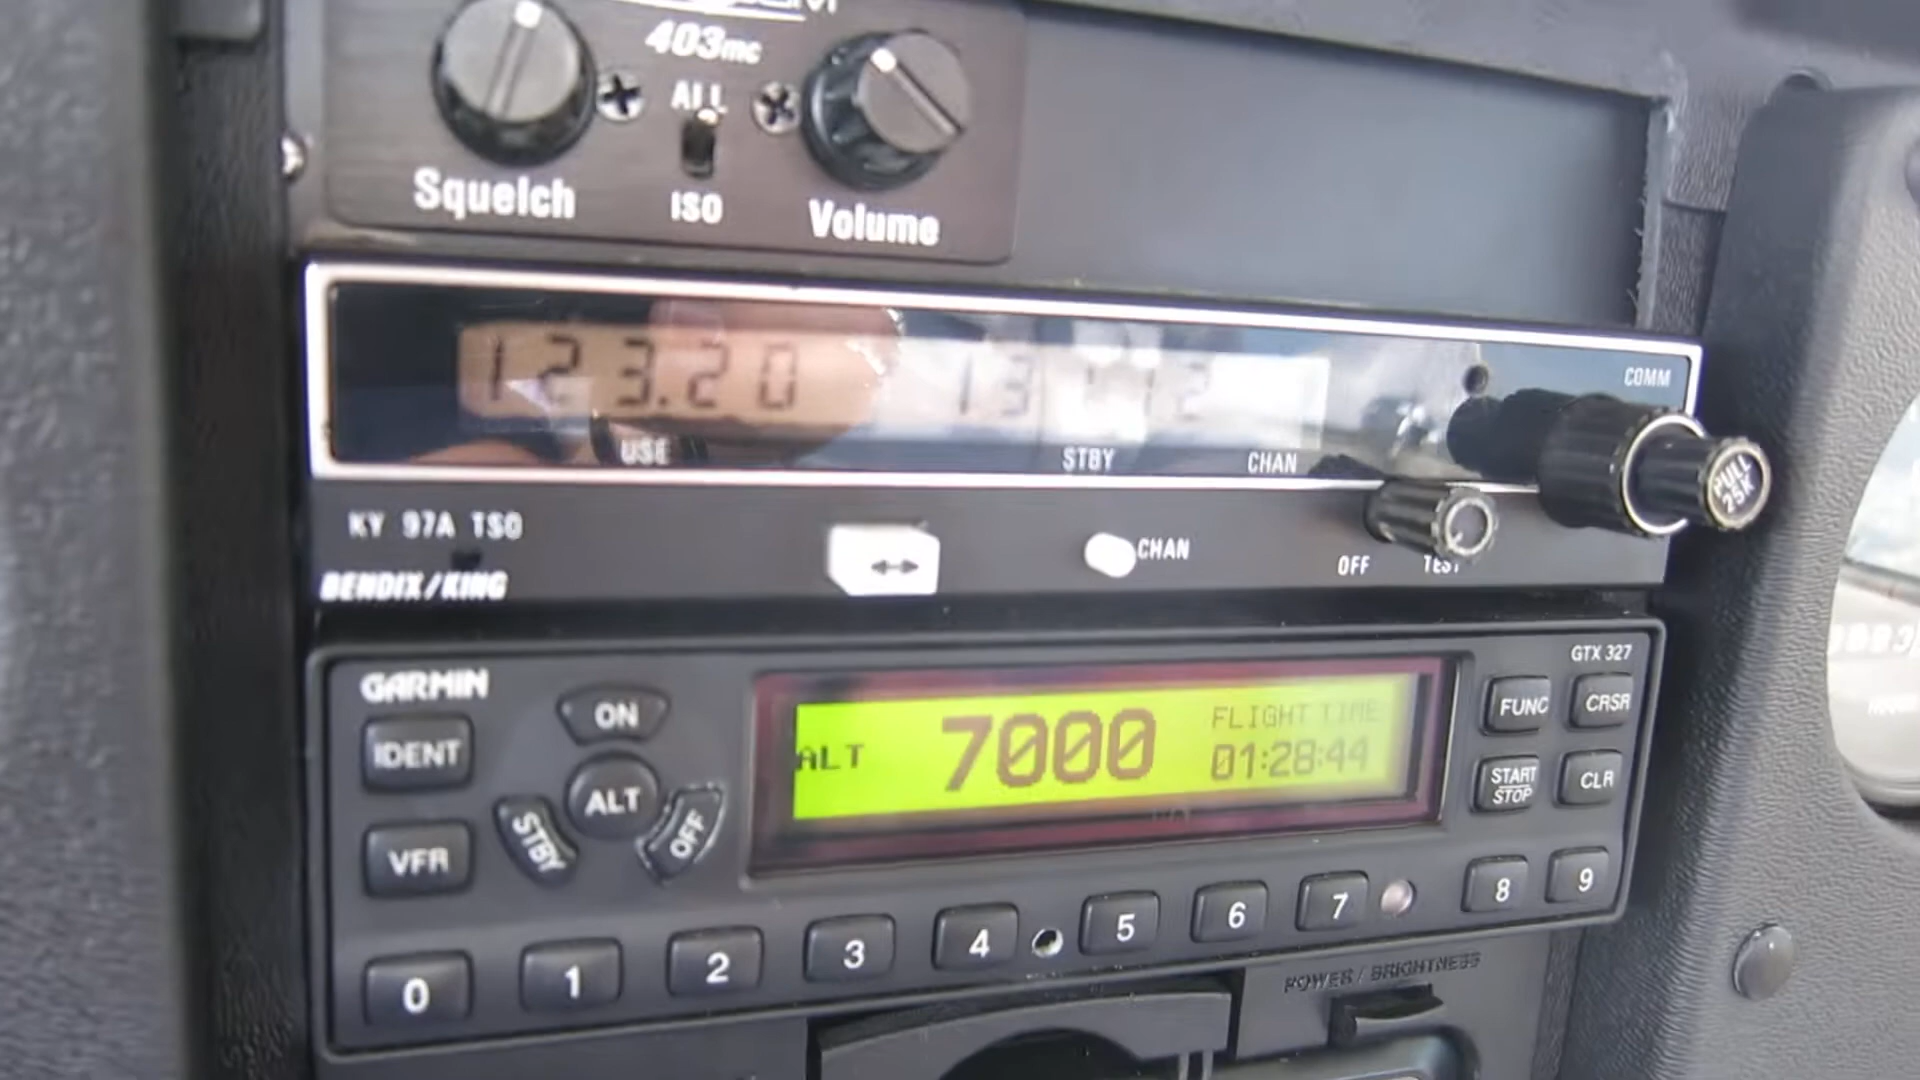 403mc
ALL
Squelch
ISO
Volume
COMM
123.20
USE
STBY
CHAN
PULL
25K
KY 97A TSO
CHAN
OFF
TEST
BENDIX/KING
GARMIN
GTX 327
IDENT
ON
ALT
STBY
OFF
VFR
ALT 7000
FLIGHT TIME
01:28:44
FUNC
CRSR
START
STOP
CLR
0 1 2 3 4 5 6 7 8 9
POWER / BRIGHTNESS